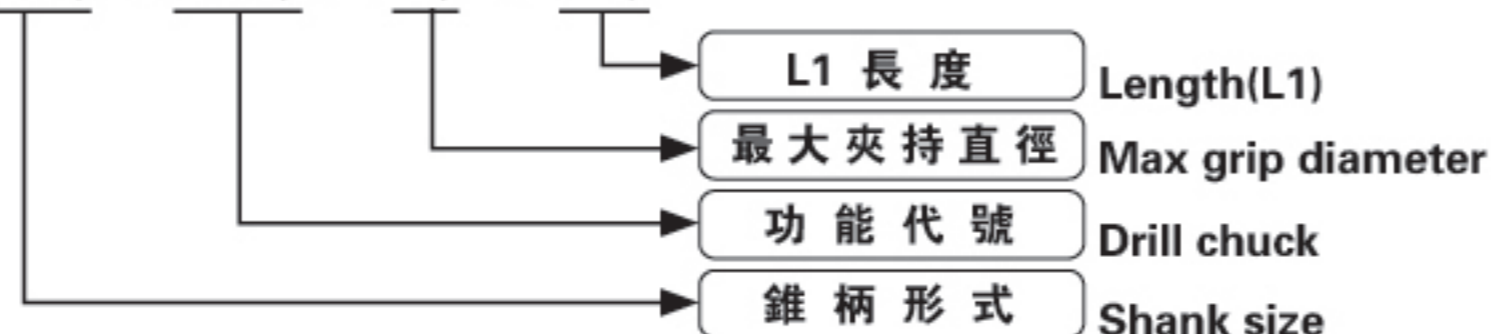 L1 長度 Length(L1)
最大夾持直徑 Max grip diameter
功能代號 Drill chuck
錐柄形式 Shank size